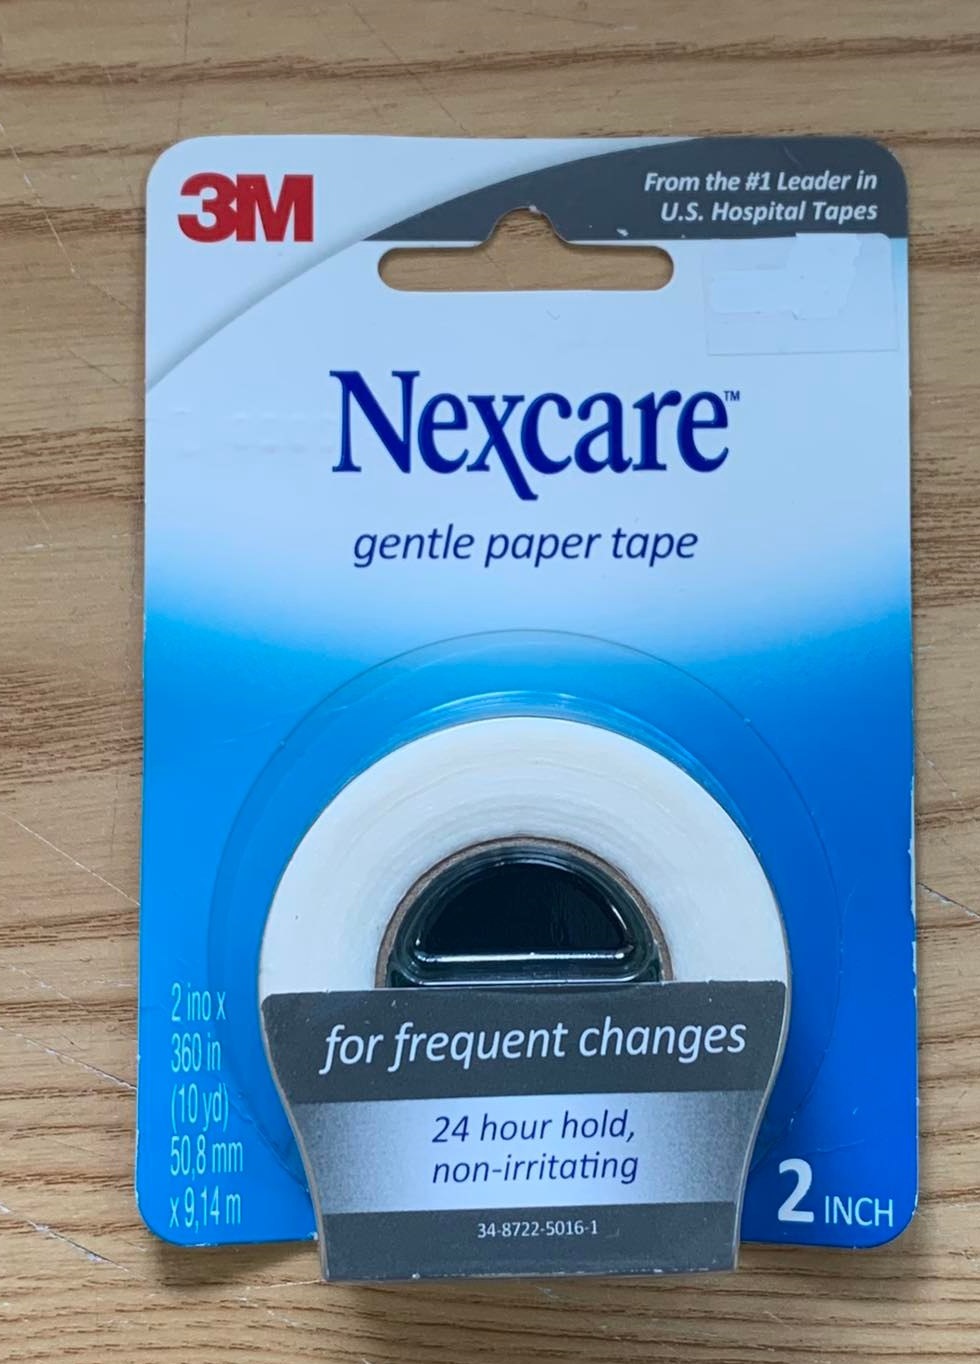 3M
From the #1 Leader in
U.S. Hospital Tapes
Nexcare™
gentle paper tape
for frequent changes
24 hour hold,
non-irritating
34-8722-5016-1
2 ino x
360 in
(10 yd)
50,8 mm
x 9,14 m
2 INCH